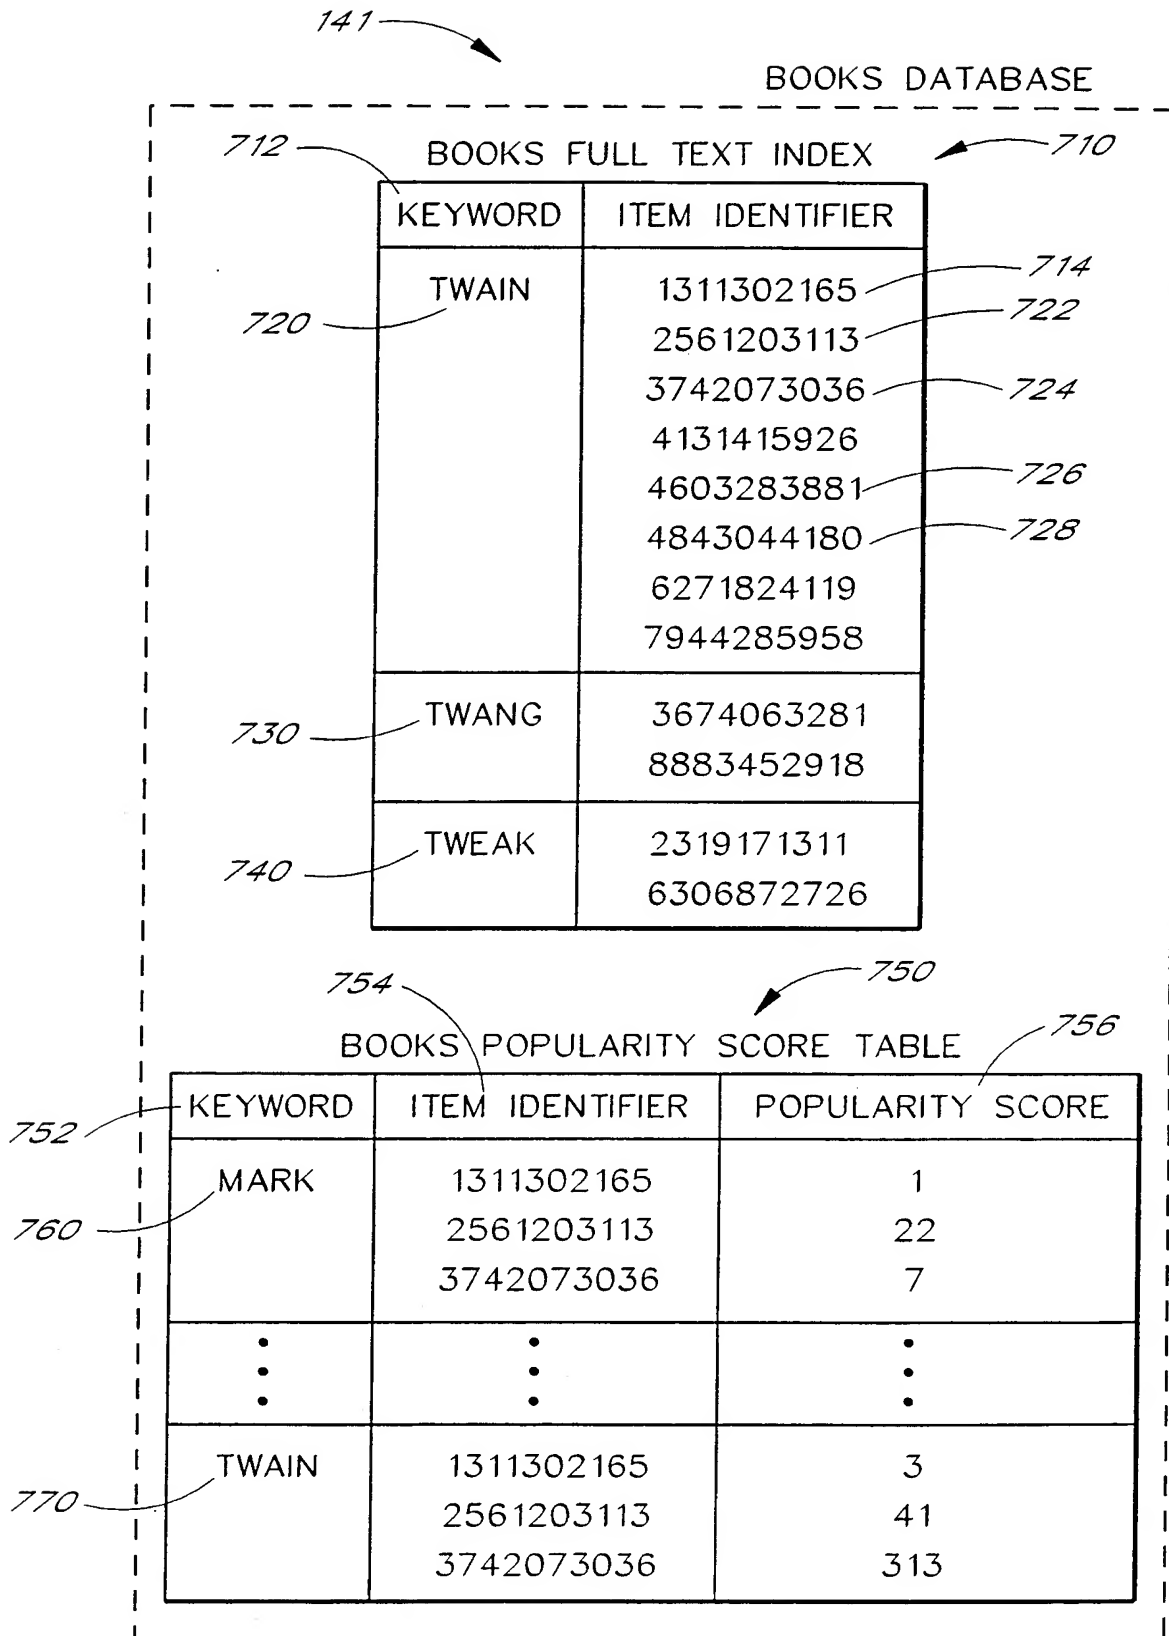 141
BOOKS DATABASE
712 BOOKS FULL TEXT INDEX 710
KEYWORD ITEM IDENTIFIER
TWAIN 1311302165 714
720 2561203113 722
3742073036 724
4131415926
4603283881 726
4843044180 728
6271824119
7944285958
730 TWANG 3674063281
8883452918
740 TWEAK 2319171311
6306872726
754 750
BOOKS POPULARITY SCORE TABLE 756
752 KEYWORD ITEM IDENTIFIER POPULARITY SCORE
MARK 1311302165 1
760 2561203113 22
3742073036 7
TWAIN 1311302165 3
770 2561203113 41
3742073036 313